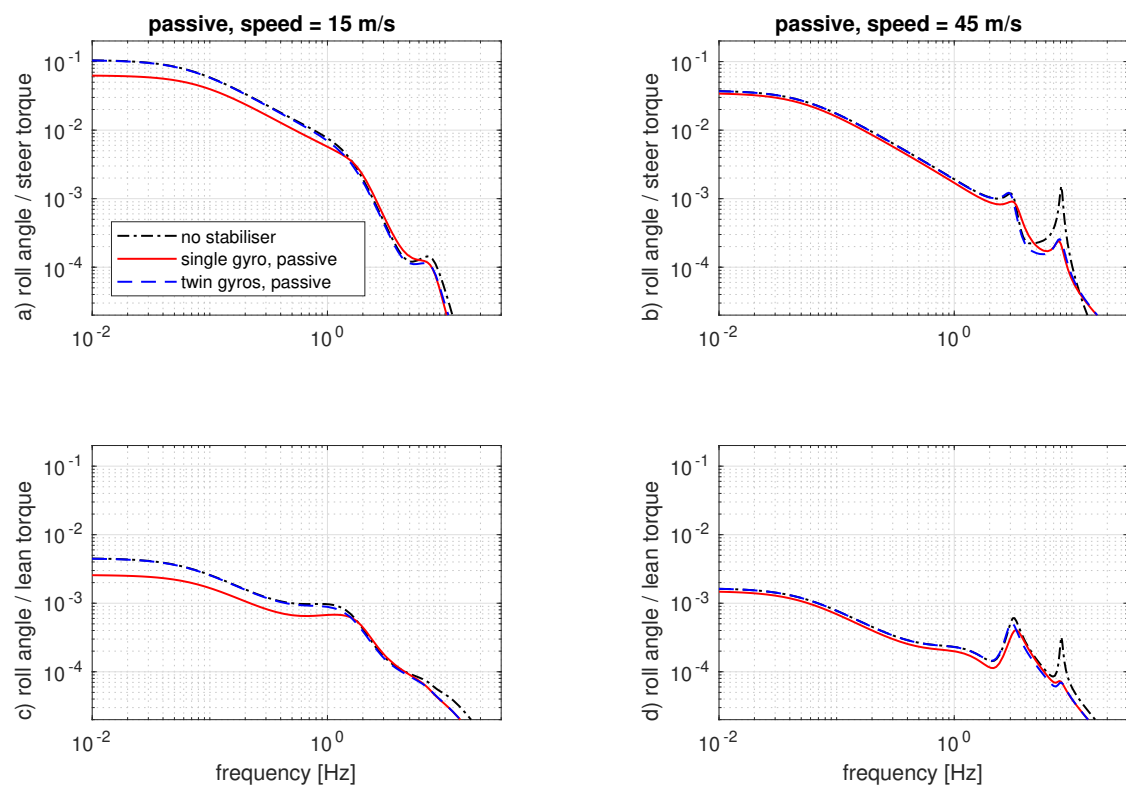 passive, speed = 15 m/s
a) roll angle / steer torque
10^-1
10^-2
10^-3
10^-4
no stabiliser
single gyro, passive
twin gyros, passive
10^-2
10^0
passive, speed = 45 m/s
b) roll angle / steer torque
10^-1
10^-2
10^-3
10^-4
10^-2
10^0
c) roll angle / lean torque
10^-1
10^-2
10^-3
10^-4
10^-2
10^0
frequency [Hz]
d) roll angle / lean torque
10^-1
10^-2
10^-3
10^-4
10^-2
10^0
frequency [Hz]